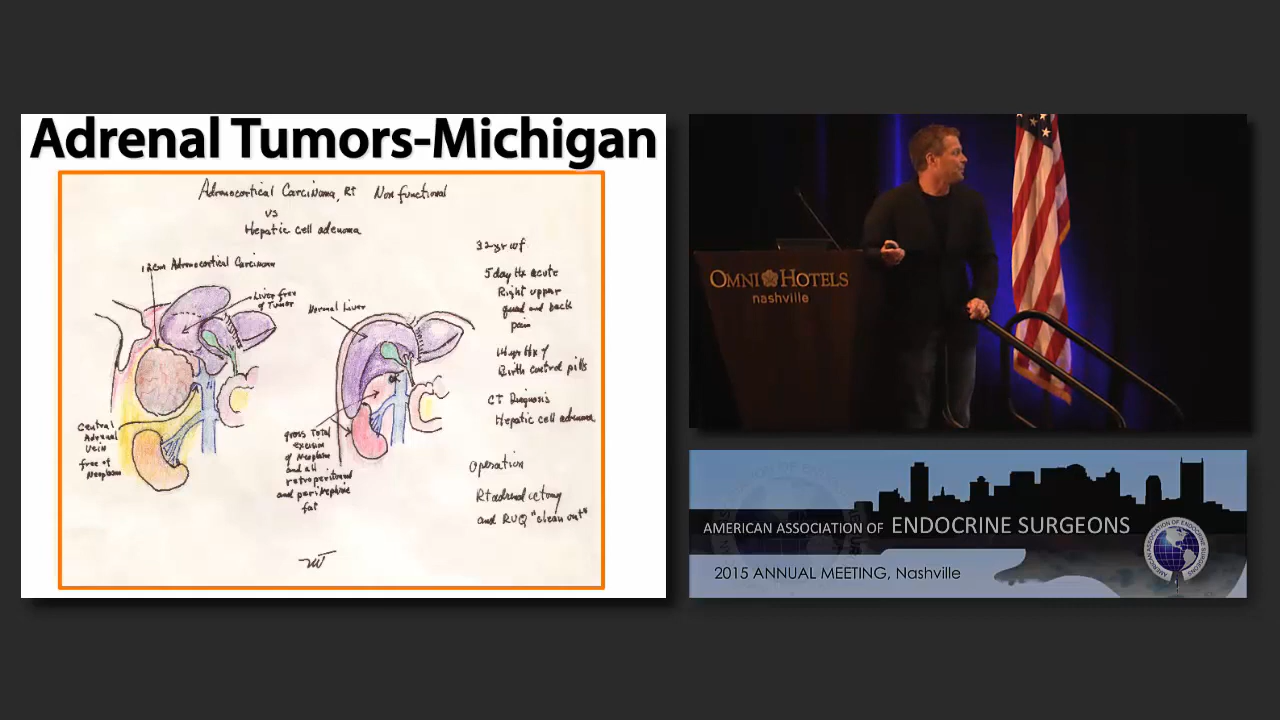 Adrenal Tumors-Michigan
Adrenocortical Carcinoma, Rt Non functional
vs
Hepatic cell adenoma
12cm Adrenocortical Carcinoma
Liver free
of Tumor
Central
Adrenal
Vein
free of
Neoplasm
Normal Liver
gross Total
excision
of Neoplasm
and all
retroperitoneal
and perinephric
fat
32 yr wf
5 day Hx acute
Right upper
quad and back
pain
14 yr Hx of
Birth control pills
CT Diagnosis
Hepatic cell adenoma
Operation
Rt adrenalectomy
and RUQ "clean out"
OMNI HOTELS
nashville
AMERICAN ASSOCIATION OF ENDOCRINE SURGEONS
2015 ANNUAL MEETING, Nashville